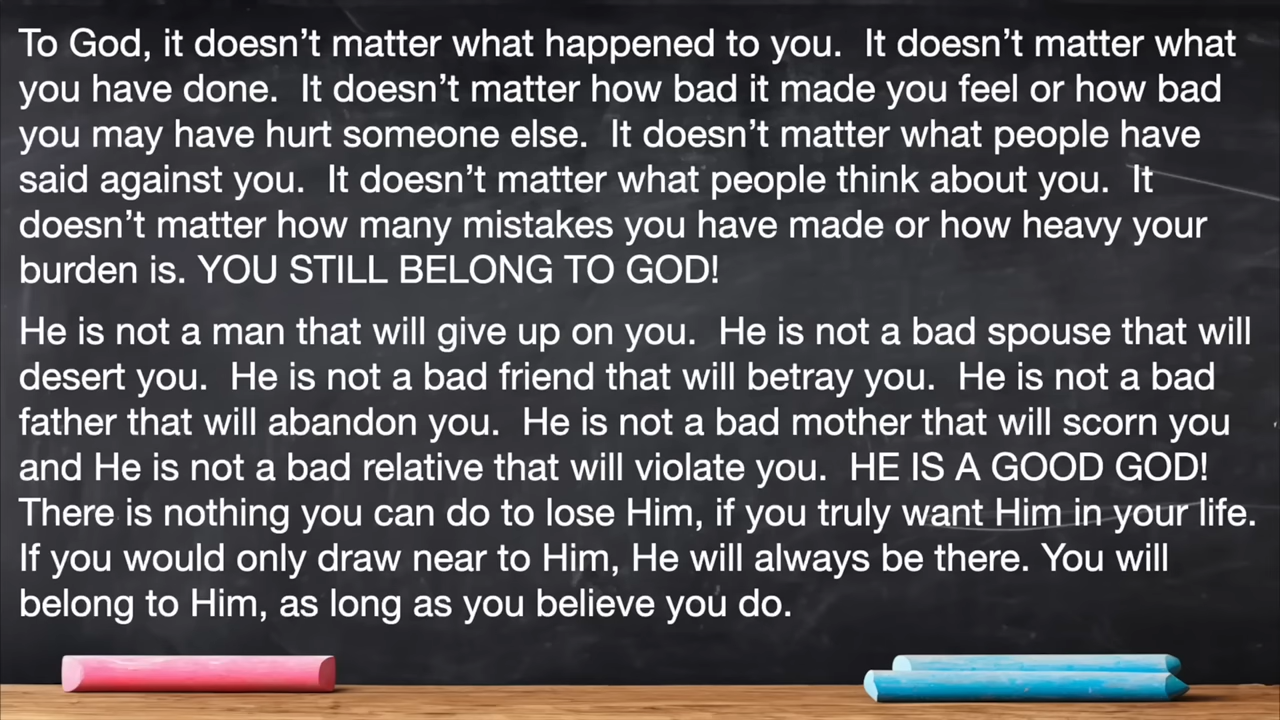 To God, it doesn’t matter what happened to you.  It doesn’t matter what
you have done.  It doesn’t matter how bad it made you feel or how bad
you may have hurt someone else.  It doesn’t matter what people have
said against you.  It doesn’t matter what people think about you.  It
doesn’t matter how many mistakes you have made or how heavy your
burden is. YOU STILL BELONG TO GOD!
He is not a man that will give up on you.  He is not a bad spouse that will
desert you.  He is not a bad friend that will betray you.  He is not a bad
father that will abandon you.  He is not a bad mother that will scorn you
and He is not a bad relative that will violate you.  HE IS A GOOD GOD!
There is nothing you can do to lose Him, if you truly want Him in your life.
If you would only draw near to Him, He will always be there. You will
belong to Him, as long as you believe you do.